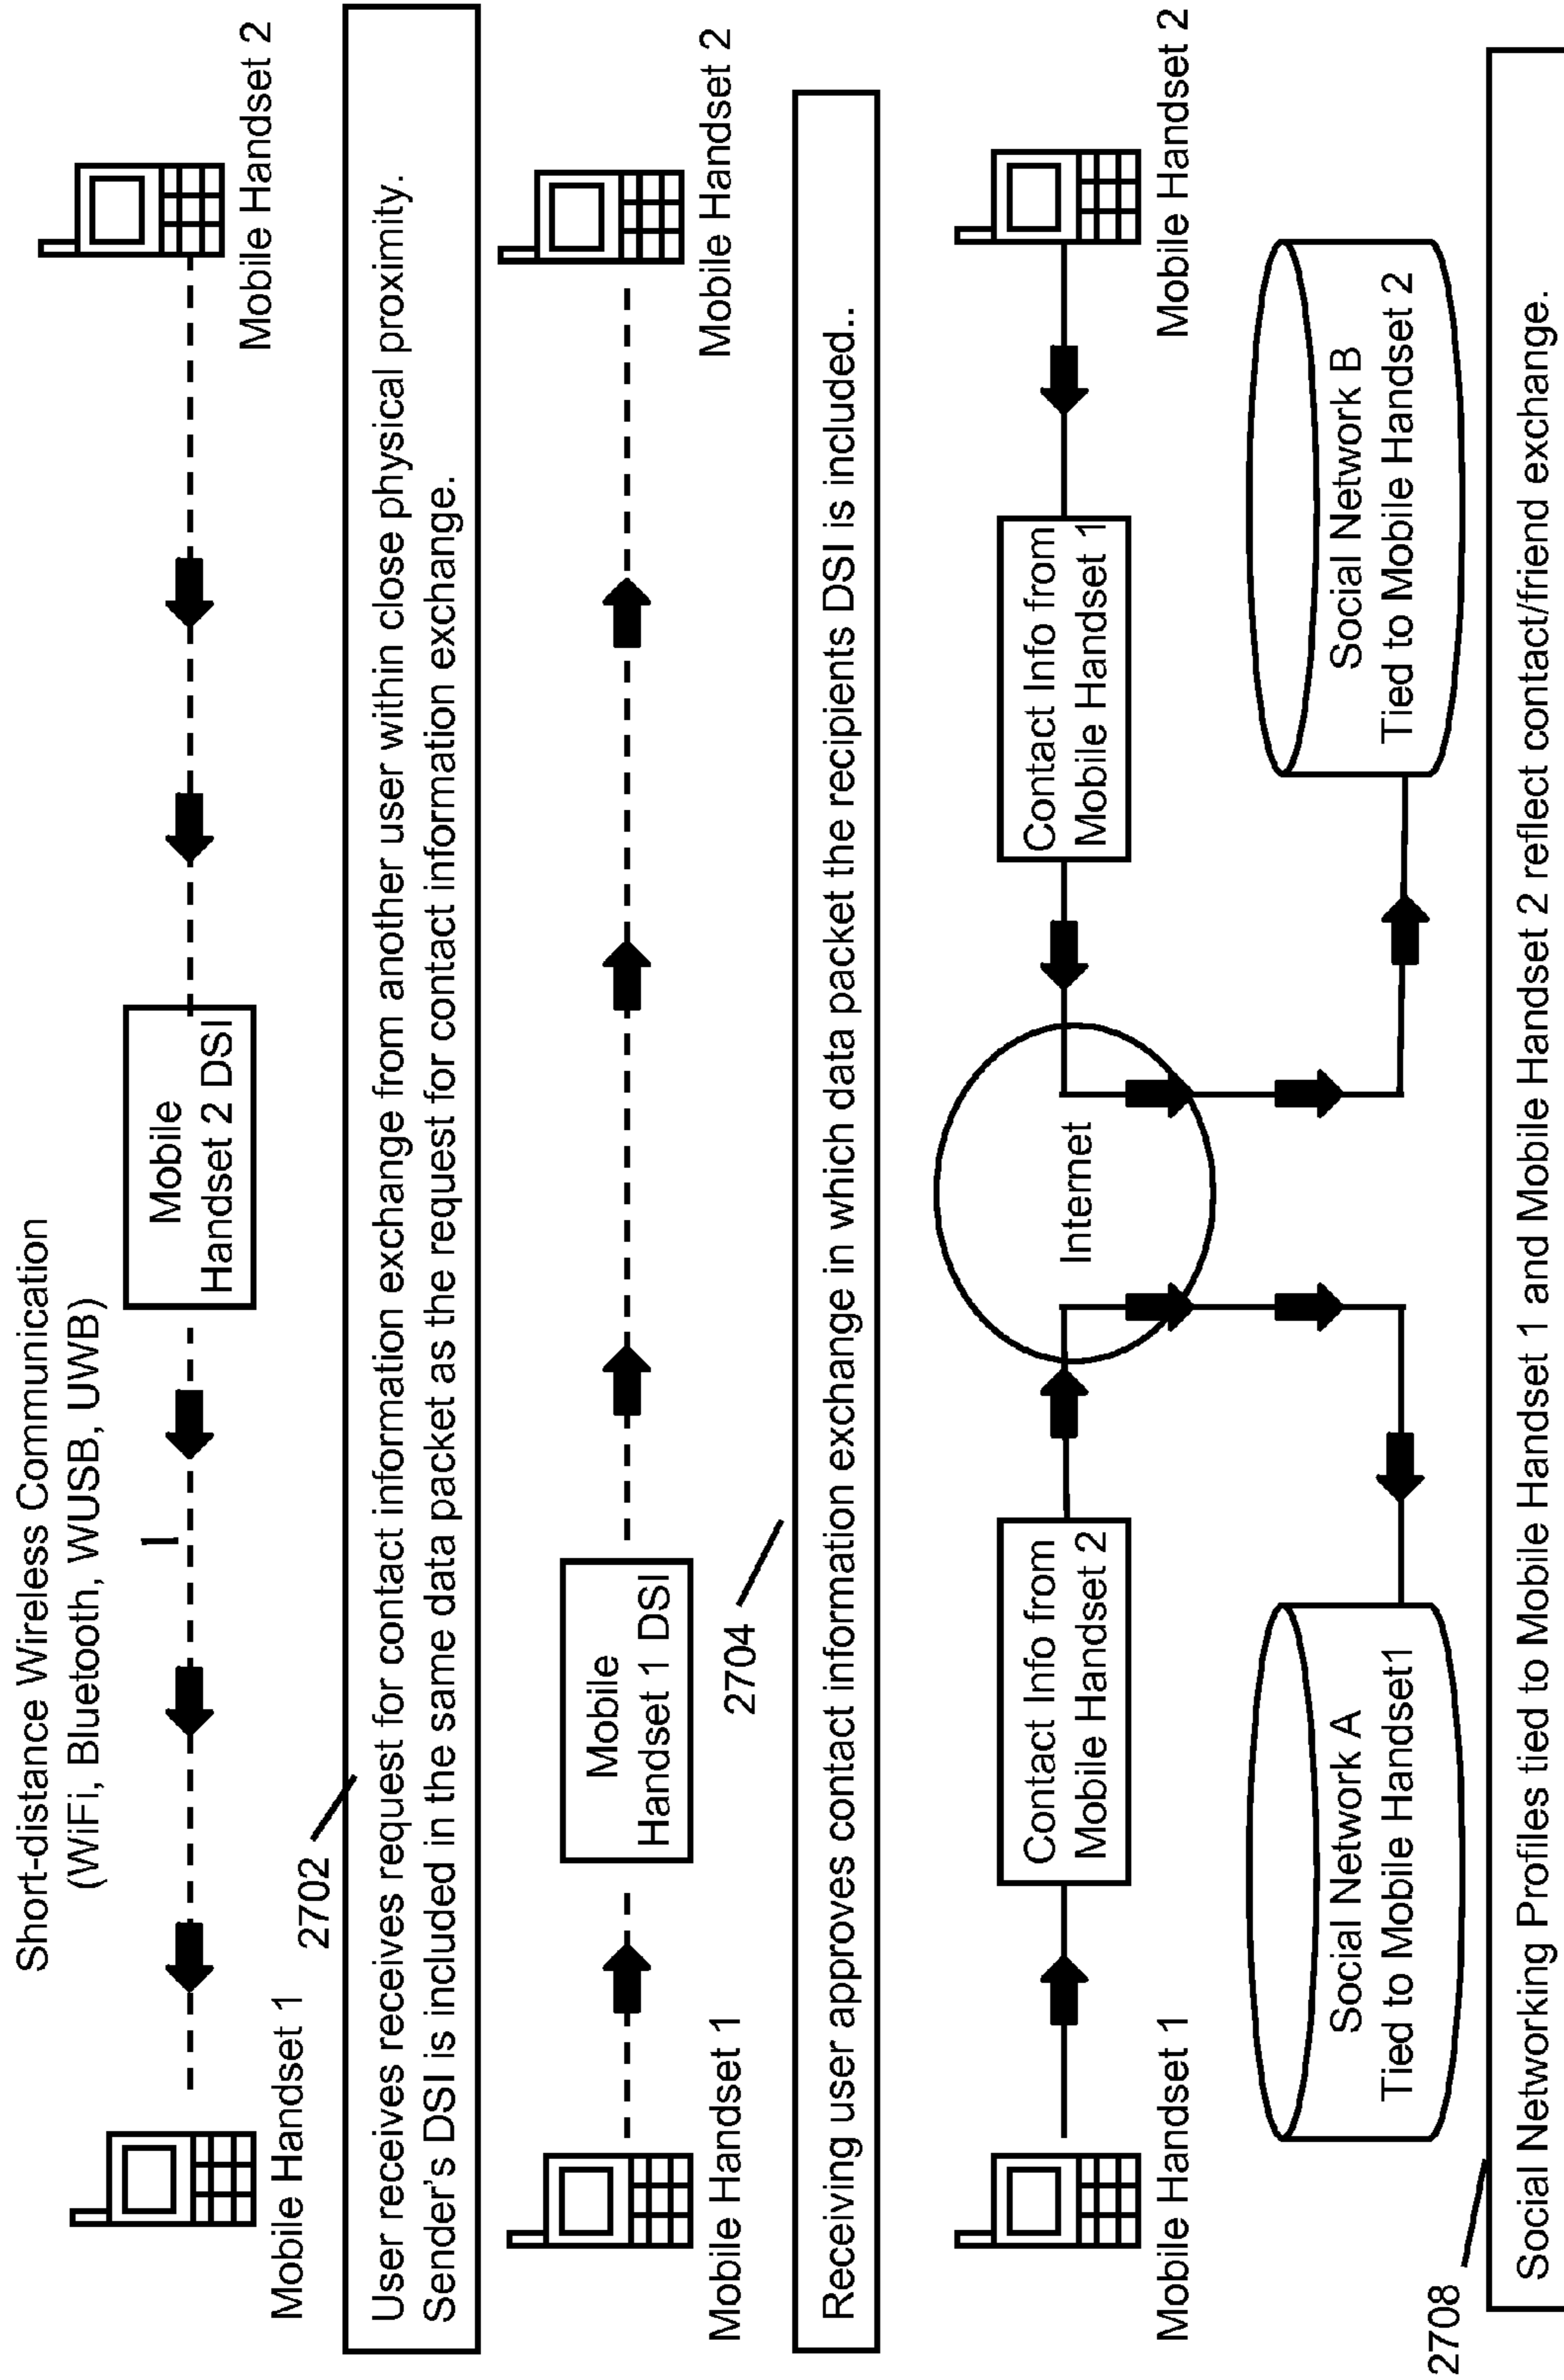 Short-distance Wireless Communication
(WiFi, Bluetooth, WUSB, UWB)
Mobile
Handset 2 DSI
Mobile Handset 1
Mobile Handset 2
2702
User receives receives request for contact information exchange from another user within close physical proximity.
Sender's DSI is included in the same data packet as the request for contact information exchange.
Mobile
Handset 1 DSI
Mobile Handset 1
Mobile Handset 2
2704
Receiving user approves contact information exchange in which data packet the recipients DSI is included..
Contact Info from
Mobile Handset 2
Internet
Contact Info from
Mobile Handset 1
Mobile Handset 1
Mobile Handset 2
Social Network A
Tied to Mobile Handset1
Social Network B
Tied to Mobile Handset 2
2708
Social Networking Profiles tied to Mobile Handset 1 and Mobile Handset 2 reflect contact/friend exchange.